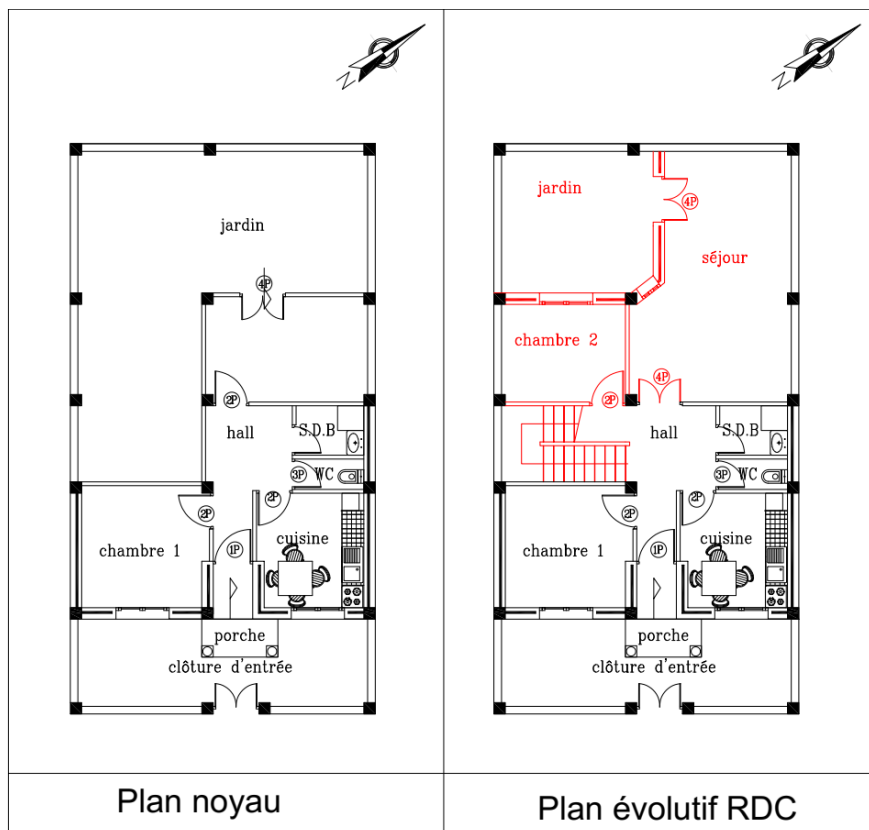 N
jardin
4P
2P
hall
S.D.B
3P
WC
2P
2P
cuisine
1P
chambre 1
porche
clôture d'entrée
Plan noyau
N
jardin
4P
séjour
chambre 2
4P
2P
hall
S.D.B
3P
WC
2P
2P
cuisine
1P
chambre 1
porche
clôture d'entrée
Plan évolutif RDC